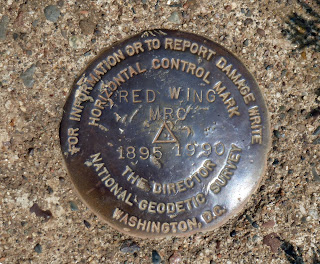 FOR INFORMATION OR TO REPORT DAMAGE WRITE
HORIZONTAL CONTROL MARK
RED WING
MRC
1895 1990
THE DIRECTOR
NATIONAL GEODETIC SURVEY
WASHINGTON, D.C.